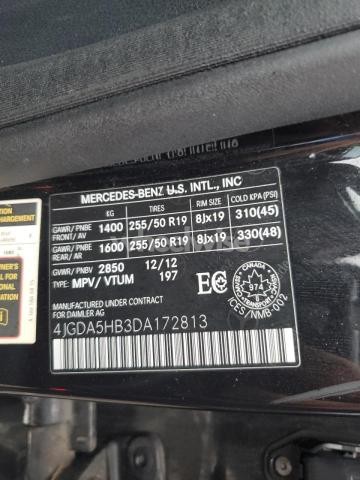 MERCEDES-BENZ U.S. INTL., INC
KG TIRES RIM SIZE COLD KPA (PSI)
GAWR/PNBE FRONT/AV 1400 255/50 R19 8Jx19 310(45)
GAWR/PNBE REAR/AR 1600 255/50 R19 8Jx19 330(48)
GVWR/PNBV 2850 12/12
TYPE MPV / VTUM 197
EC
974
ICES/NMB-002
MANUFACTURED UNDER CONTRACT
FOR DAIMLER AG
4JGDA5HB3DA172813